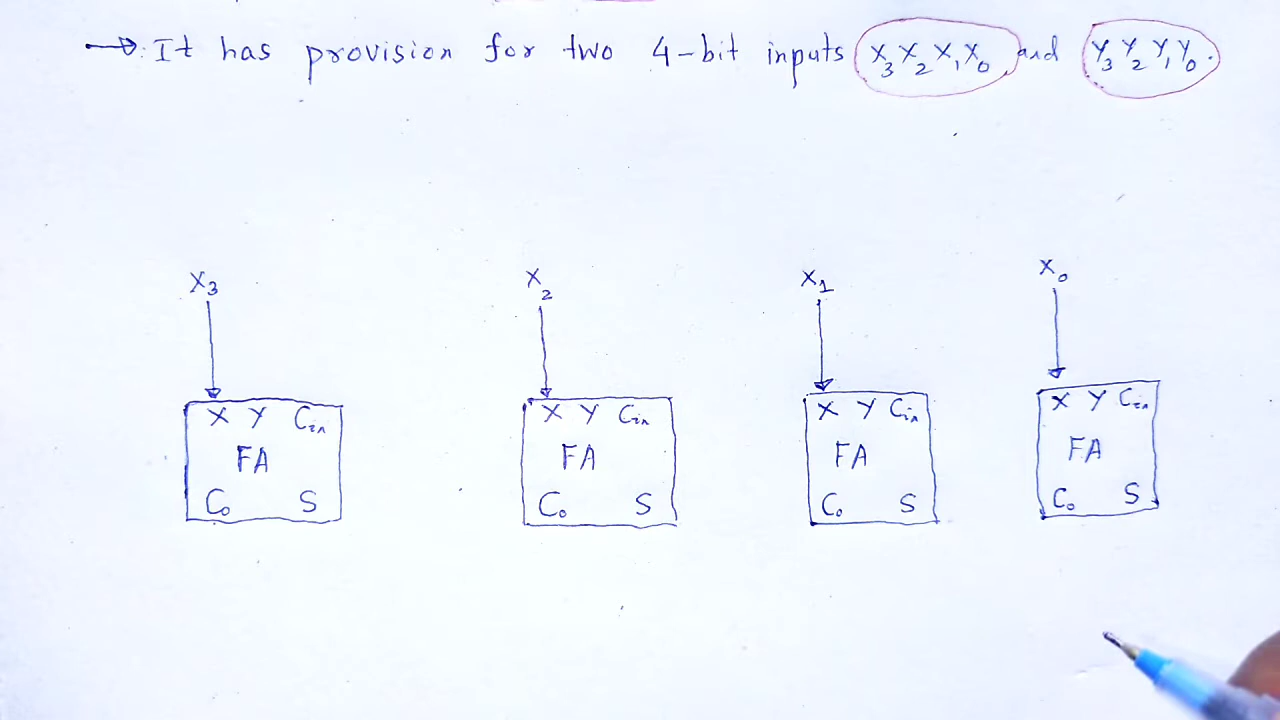 → It has provision for two 4-bit inputs X₃X₂X₁X₀ and Y₃Y₂Y₁Y₀.
X₃ X₂ X₁ X₀
X Y Cᵢₙ X Y Cᵢₙ X Y Cᵢₙ X Y Cᵢₙ
FA FA FA FA
C₀ S C₀ S C₀ S C₀ S